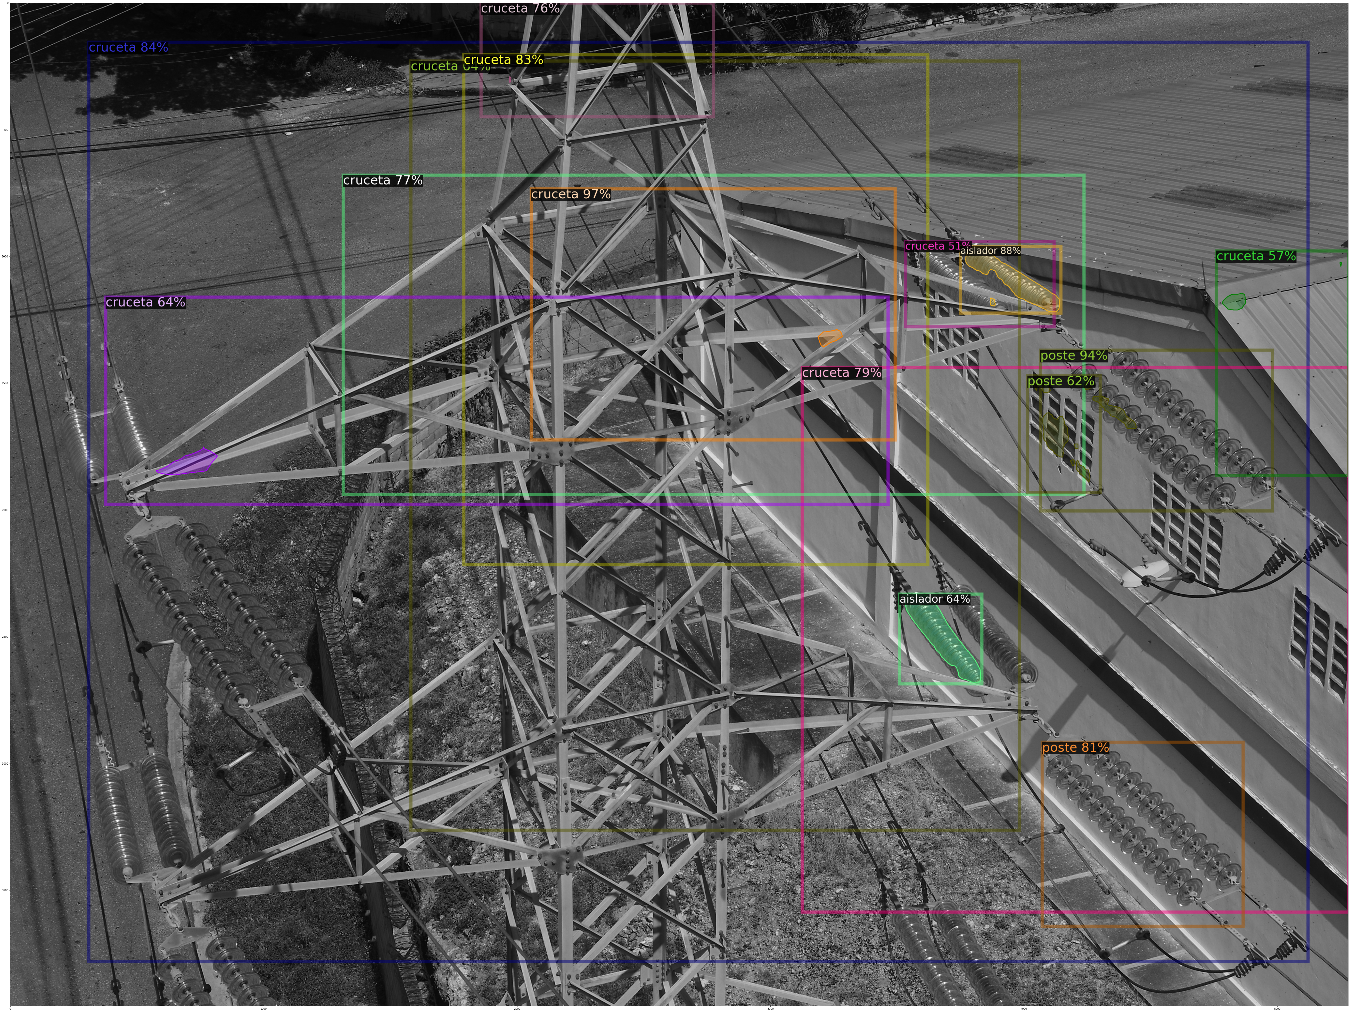 cruceta 76%
cruceta 84%
cruceta 83%
cruceta 64%
cruceta 77%
cruceta 97%
cruceta 51%
aislador 88%
cruceta 57%
cruceta 64%
poste 94%
cruceta 79%
poste 62%
aislador 64%
poste 81%